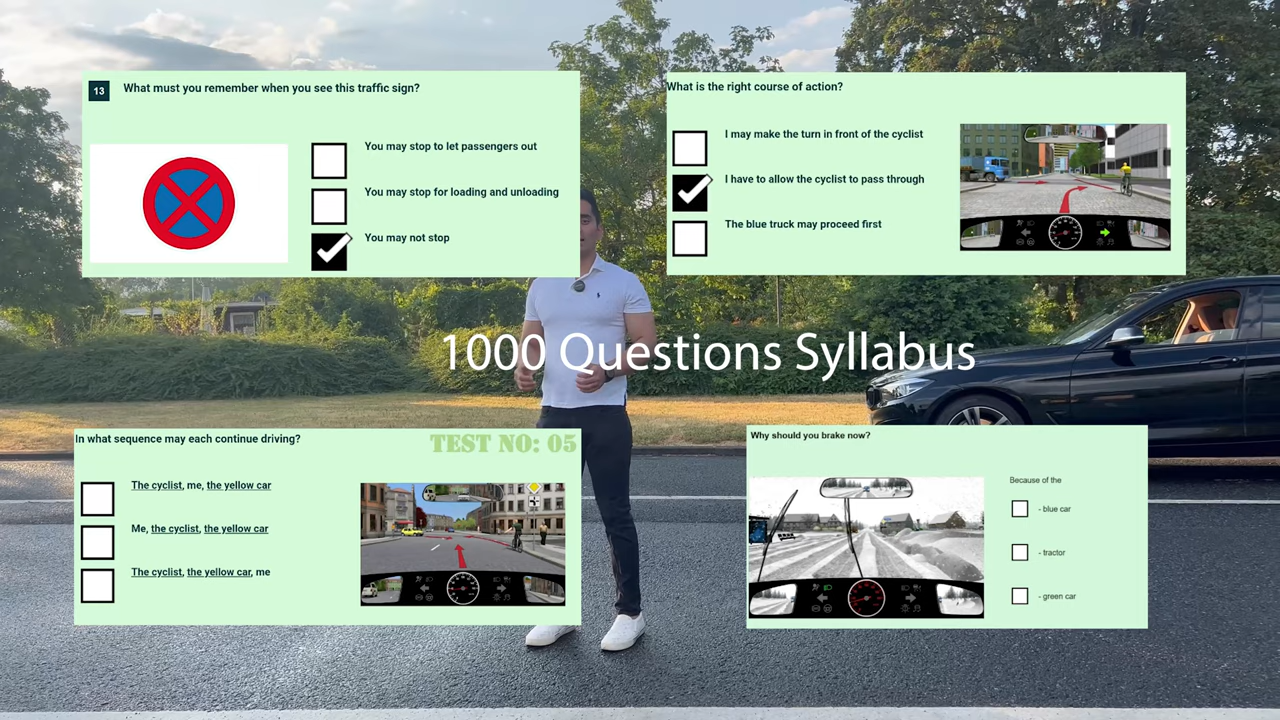 13 What must you remember when you see this traffic sign?
You may stop to let passengers out
You may stop for loading and unloading
You may not stop
What is the right course of action?
I may make the turn in front of the cyclist
I have to allow the cyclist to pass through
The blue truck may proceed first
1000 Questions Syllabus
In what sequence may each continue driving?
TEST NO: 05
The cyclist, me, the yellow car
Me, the cyclist, the yellow car
The cyclist, the yellow car, me
Why should you brake now?
Because of the
- blue car
- tractor
- green car